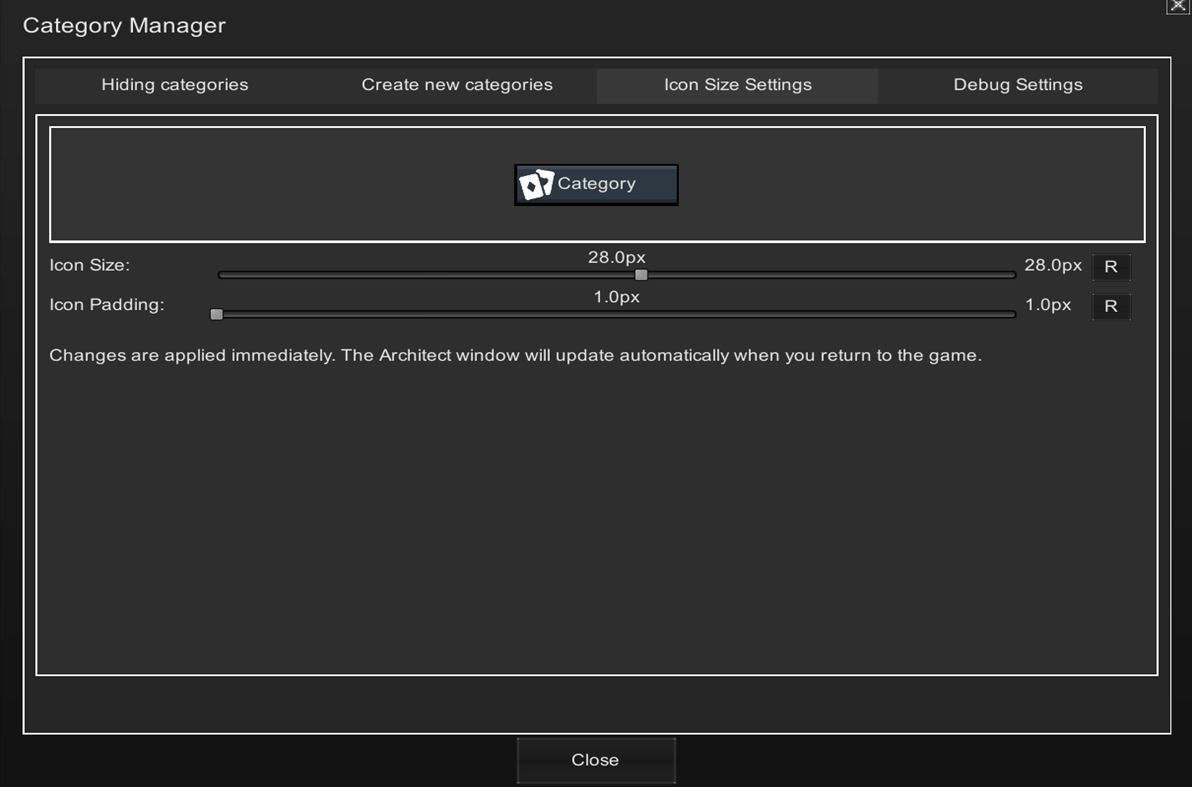 Category Manager
Hiding categories Create new categories Icon Size Settings Debug Settings
Category
28.0px
Icon Size: 28.0px R
1.0px
Icon Padding: 1.0px R
Changes are applied immediately. The Architect window will update automatically when you return to the game.
Close